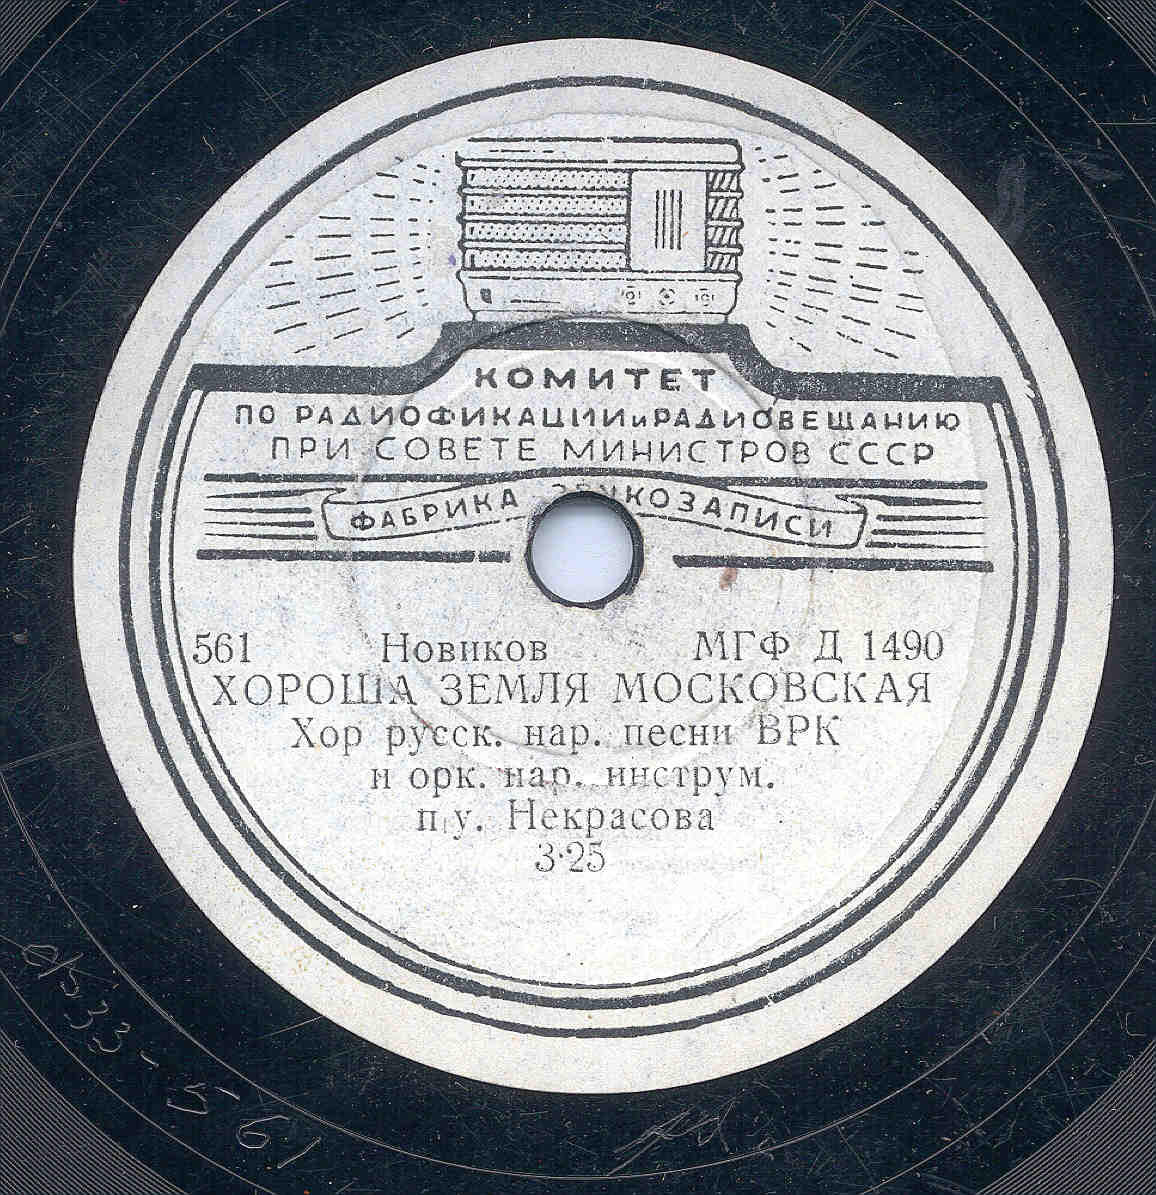 КОМИТЕТ
ПО РАДИОФИКАЦИИ и РАДИОВЕЩАНИЮ
ПРИ СОВЕТЕ МИНИСТРОВ СССР
ФАБРИКА ЗВУКОЗАПИСИ
561 Новиков МГФ Д 1490
ХОРОША ЗЕМЛЯ МОСКОВСКАЯ
Хор русск. нар. песни ВРК
и орк. нар. инструм.
п/у. Некрасова
3·25